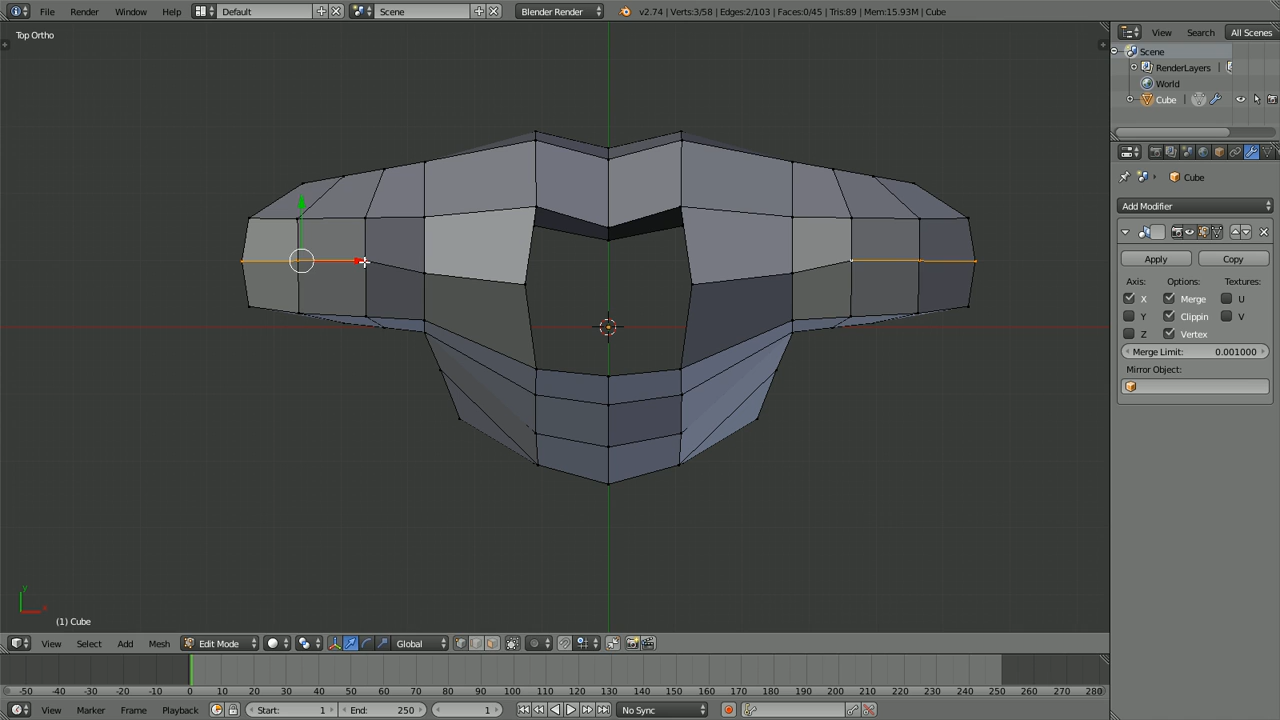 File Render Window Help Default Scene Blender Render v2.74 | Verts:3/58 | Edges:2/103 | Faces:0/45 | Tris:89 | Mem:15.93M | Cube
Top Ortho
View Search All Scenes
Scene
RenderLayers
World
Cube
Cube
Add Modifier
Apply Copy
Axis: Options: Textures:
X Merge U
Y Clippin V
Z Vertex
Merge Limit: 0.001000
Mirror Object:
y
x
(1) Cube
View Select Add Mesh Edit Mode Global
-50 -40 -30 -20 -10 0 10 20 30 40 50 60 70 80 90 100 110 120 130 140 150 160 170 180 190 200 210 220 230 240 250 260 270 280
View Marker Frame Playback Start: 1 End: 250 1 No Sync